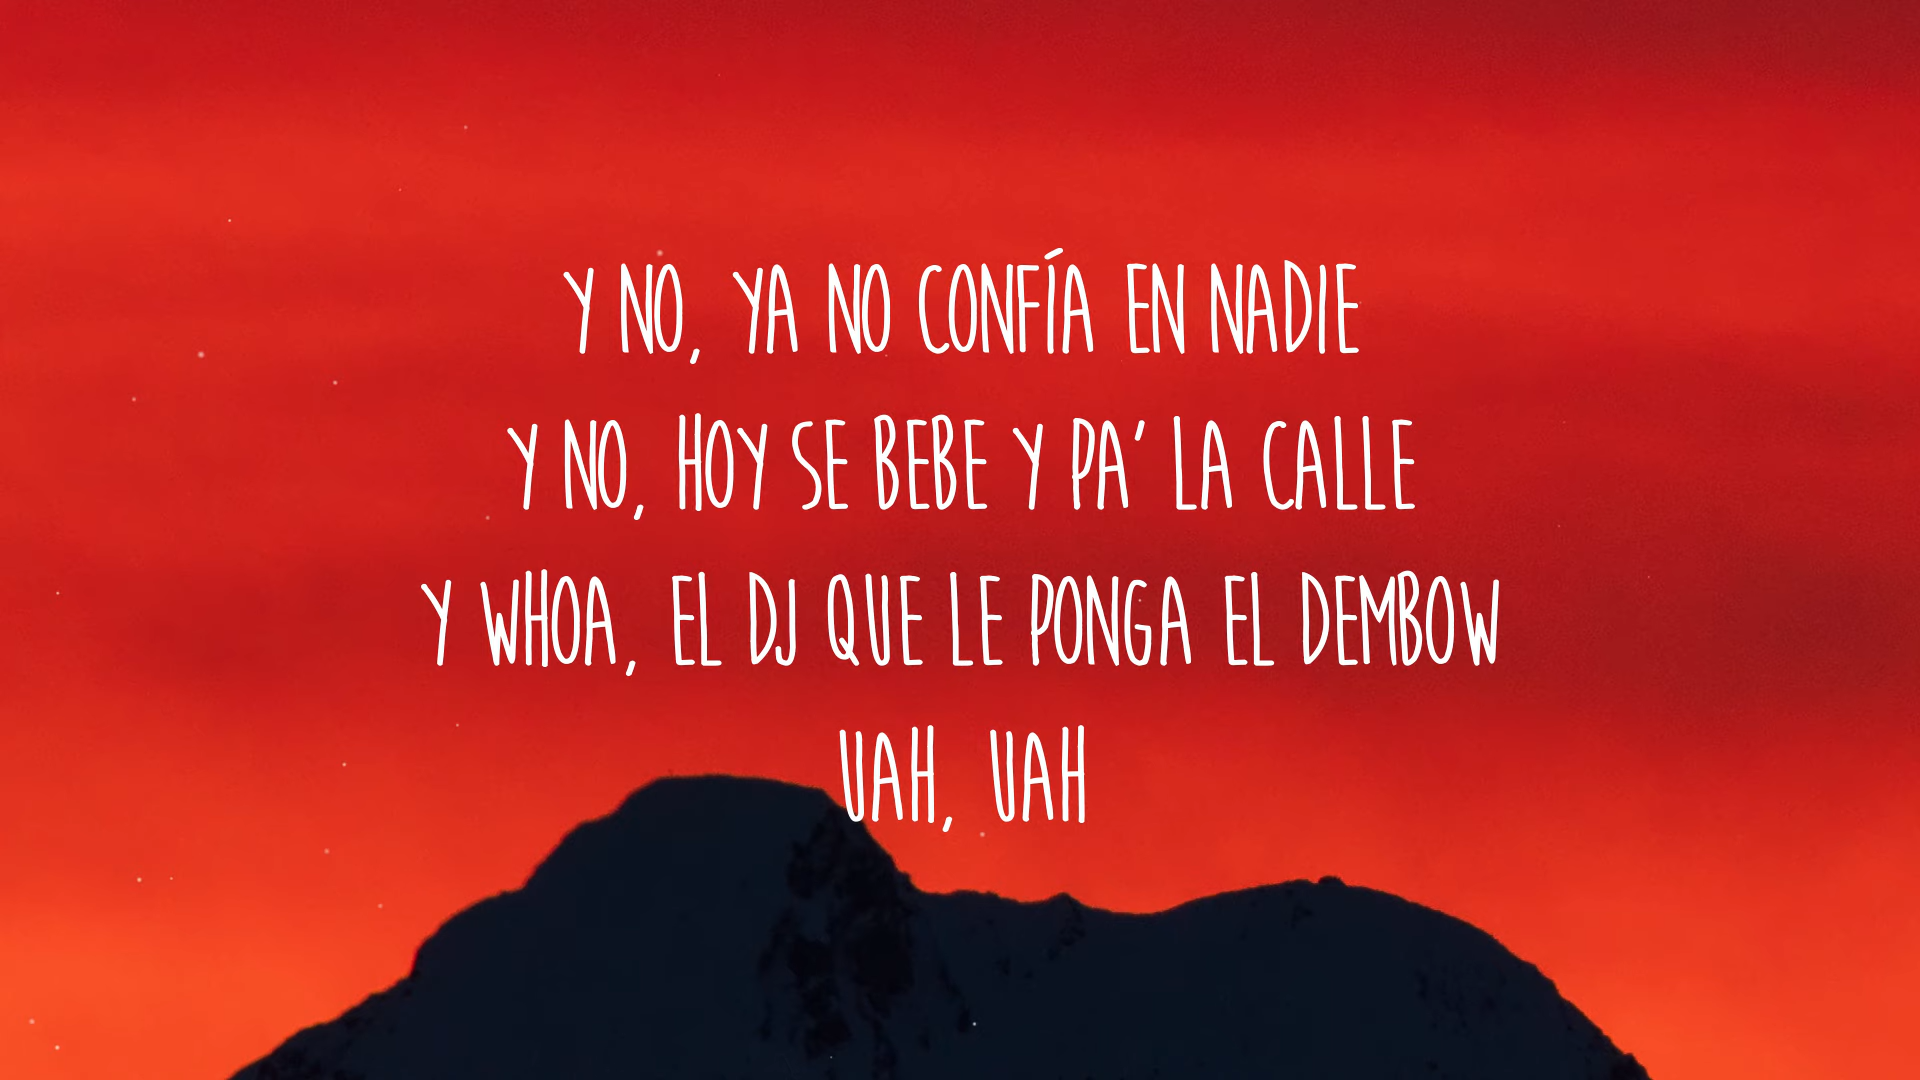 Y NO, YA NO CONFÍA EN NADIE
Y NO, HOY SE BEBE Y PA' LA CALLE
Y WHOA, EL DJ QUE LE PONGA EL DEMBOW
UAH, UAH